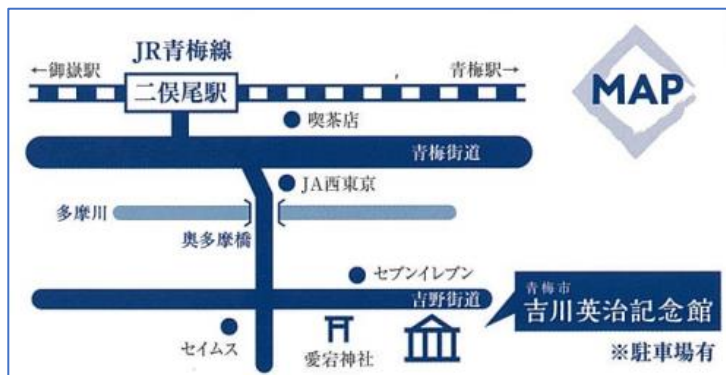 JR青梅線
←御嶽駅
青梅駅→
二俣尾駅
MAP
喫茶店
青梅街道
JA西東京
多摩川
奥多摩橋
セブンイレブン
吉野街道
青梅市
吉川英治記念館
セイムス
愛宕神社
※駐車場有